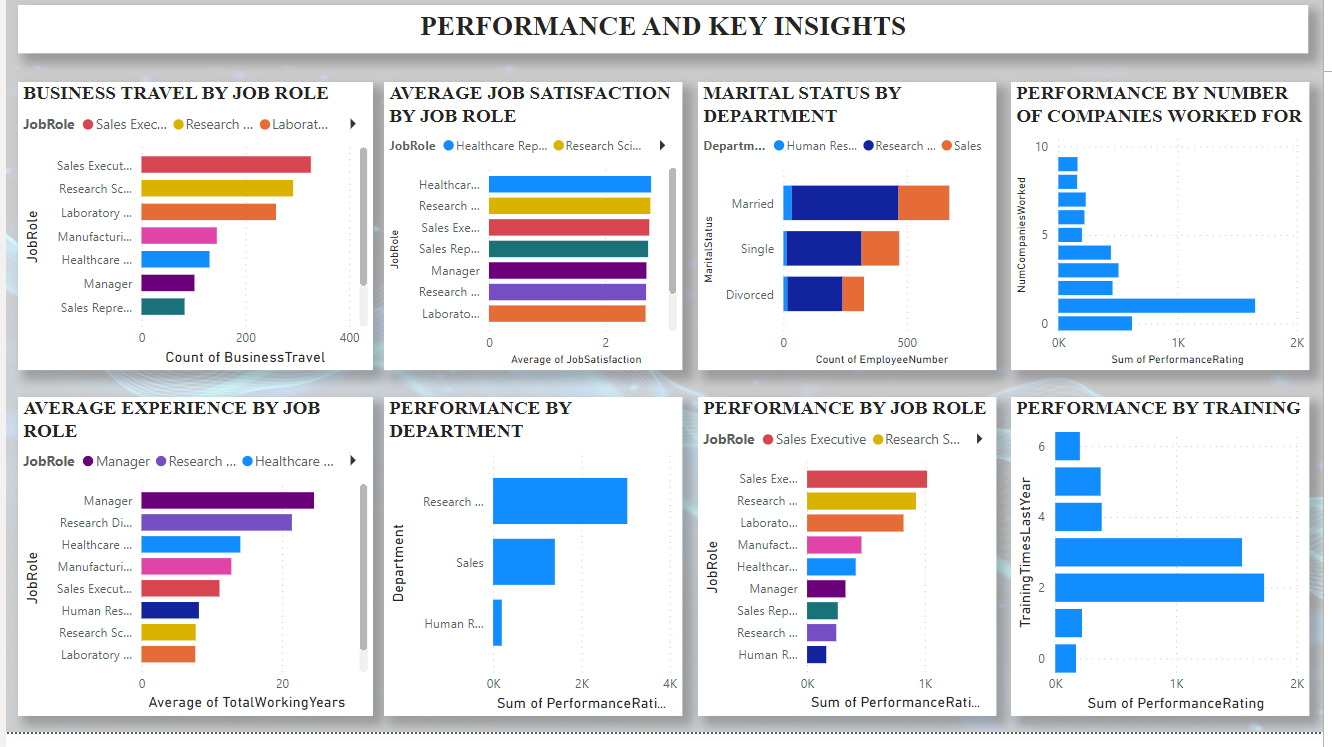 PERFORMANCE AND KEY INSIGHTS
BUSINESS TRAVEL BY JOB ROLE
JobRole Sales Exec... Research ... Laborat...
JobRole
Sales Execut...
Research Sc...
Laboratory ...
Manufacturi...
Healthcare ...
Manager
Sales Repre...
0 200 400
Count of BusinessTravel
AVERAGE JOB SATISFACTION
BY JOB ROLE
JobRole Healthcare Rep... Research Sci...
JobRole
Healthcar...
Research ...
Sales Exe...
Sales Rep...
Manager
Research ...
Laborato...
0 2
Average of JobSatisfaction
MARITAL STATUS BY
DEPARTMENT
Departm... Human Res... Research ... Sales
MaritalStatus
Married
Single
Divorced
0 500
Count of EmployeeNumber
PERFORMANCE BY NUMBER
OF COMPANIES WORKED FOR
NumCompaniesWorked
10
5
0
0K 1K 2K
Sum of PerformanceRating
AVERAGE EXPERIENCE BY JOB
ROLE
JobRole Manager Research ... Healthcare ...
JobRole
Manager
Research Di...
Healthcare ...
Manufacturi...
Sales Execut...
Human Res...
Research Sc...
Laboratory ...
0 20
Average of TotalWorkingYears
PERFORMANCE BY
DEPARTMENT
Department
Research ...
Sales
Human R...
0K 2K 4K
Sum of PerformanceRati...
PERFORMANCE BY JOB ROLE
JobRole Sales Executive Research S...
JobRole
Sales Exe...
Research ...
Laborato...
Manufact...
Healthcar...
Manager
Sales Rep...
Research ...
Human R...
0K 1K
Sum of PerformanceRati...
PERFORMANCE BY TRAINING
TrainingTimesLastYear
6
4
2
0
0K 1K 2K
Sum of PerformanceRating